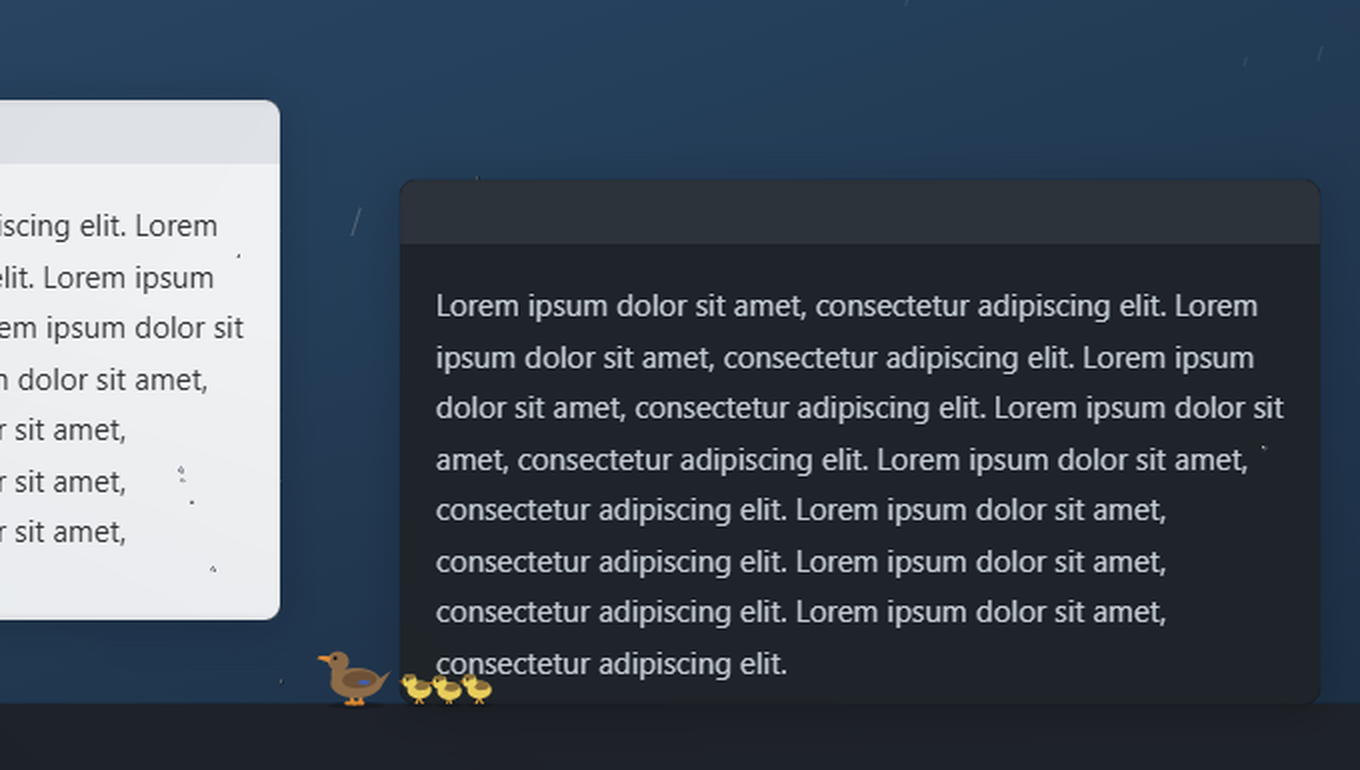 iscing elit. Lorem
elit. Lorem ipsum
em ipsum dolor sit
dolor sit amet,
r sit amet,
r sit amet,
r sit amet,
Lorem ipsum dolor sit amet, consectetur adipiscing elit. Lorem
ipsum dolor sit amet, consectetur adipiscing elit. Lorem ipsum
dolor sit amet, consectetur adipiscing elit. Lorem ipsum dolor sit
amet, consectetur adipiscing elit. Lorem ipsum dolor sit amet,
consectetur adipiscing elit. Lorem ipsum dolor sit amet,
consectetur adipiscing elit. Lorem ipsum dolor sit amet,
consectetur adipiscing elit. Lorem ipsum dolor sit amet,
consectetur adipiscing elit.